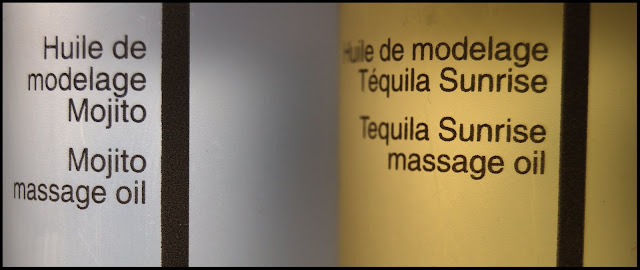 Huile de
modelage
Mojito
Mojito
massage oil
Huile de modelage
Téquila Sunrise
Tequila Sunrise
massage oil